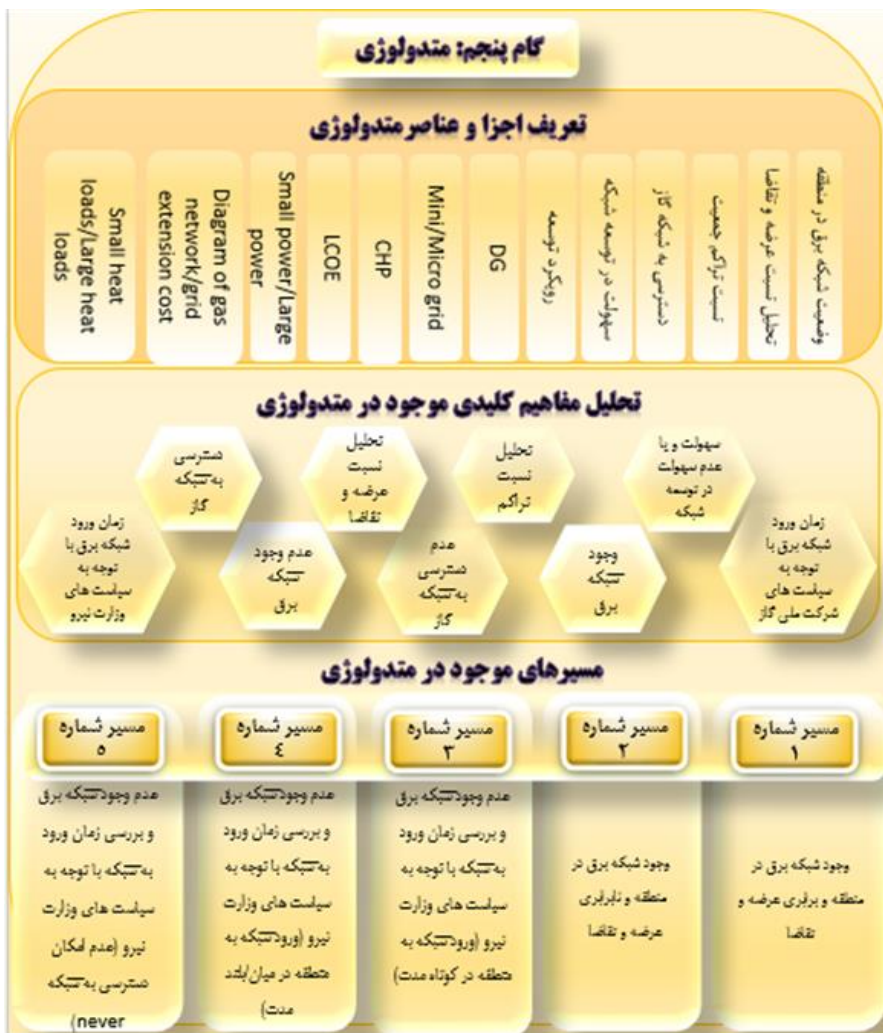 گام پنجم: متدولوژی
تعریف اجزا و عناصر متدولوژی
وضعیت شبکه برق در منطقه
تحلیل نسبت عرضه و تقاضا
نسبت تراکم جمعیت
دسترسی به شبکه گاز
سهولت در توسعه شبکه
رویکرد توسعه
DG
Mini/Micro grid
CHP
LCOE
Small power/Large
power
Diagram of gas
network/grid
extension cost
Small heat
loads/Large heat
loads
تحلیل مفاهیم کلیدی موجود در متدولوژی
زمان ورود
شبکه برق با
توجه به
سیاست های
شرکت ملی گاز
سهولت و یا
عدم سهولت
در توسعه
شبکه
وجود
شبکه
برق
تحلیل
نسبت
تراکم
عدم
دسترسی
به شبکه
گاز
تحلیل
نسبت
عرضه و
تقاضا
عدم وجود
شبکه
برق
دسترسی
به شبکه
گاز
زمان ورود
شبکه برق با
توجه به
سیاست های
وزارت نیرو
مسیرهای موجود در متدولوژی
مسیر شماره
۱
وجود شبکه برق در
منطقه و برابری عرضه و
تقاضا
مسیر شماره
۲
وجود شبکه برق در
منطقه و نابرابری
عرضه و تقاضا
مسیر شماره
۳
عدم وجود شبکه برق
و بررسی زمان ورود
به شبکه با توجه به
سیاست های وزارت
نیرو (ورود شبکه به
منطقه در کوتاه مدت)
مسیر شماره
٤
عدم وجود شبکه برق
و بررسی زمان ورود
به شبکه با توجه به
سیاست های وزارت
نیرو (ورود شبکه به
منطقه در میان/بلند
مدت)
مسیر شماره
۵
عدم وجود شبکه برق
و بررسی زمان ورود
به شبکه با توجه به
سیاست های وزارت
نیرو (عدم امکان
دسترسی به شبکه
never)